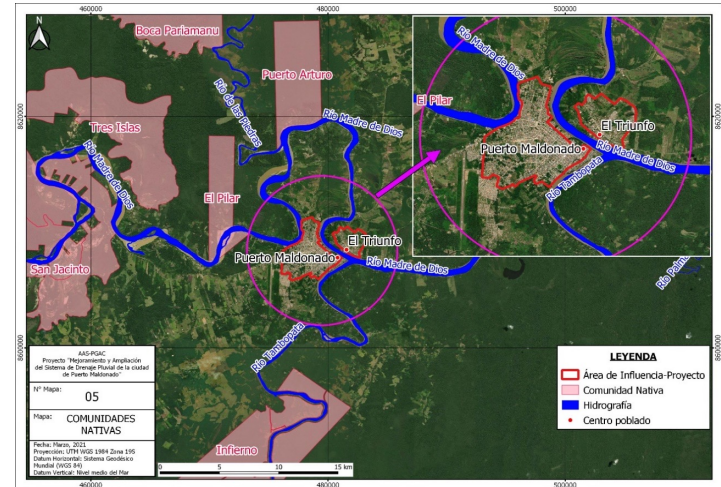 460000
480000
500000
N
Boca Pariamanu
Puerto Arturo
Río de las Piedras
Tres Islas
Río Madre de Dios
Río Madre de Dios
El Pilar
San Jacinto
El Triunfo
Puerto Maldonado
Río Madre de Dios
Río Tambopata
Infierno
8620000
8600000
Río Madre de Dios
El Pilar
El Triunfo
Puerto Maldonado
Río Madre de Dios
Río Tambopata
8620000
8600000
AAS-PGAC
Proyecto "Mejoramiento y Ampliación
del Sistema de Drenaje Pluvial de la ciudad
de Puerto Maldonado"
N° Mapa:
05
Mapa: COMUNIDADES
NATIVAS
Fecha: Marzo, 2021
Proyección: UTM WGS 1984 Zona 19S
Datum Horizontal: Sistema Geodésico
Mundial (WGS 84)
Datum Vertical: Nivel medio del Mar
0 5 10 15 km
LEYENDA
Área de Influencia-Proyecto
Comunidad Nativa
Hidrografía
Centro poblado
460000
480000
500000